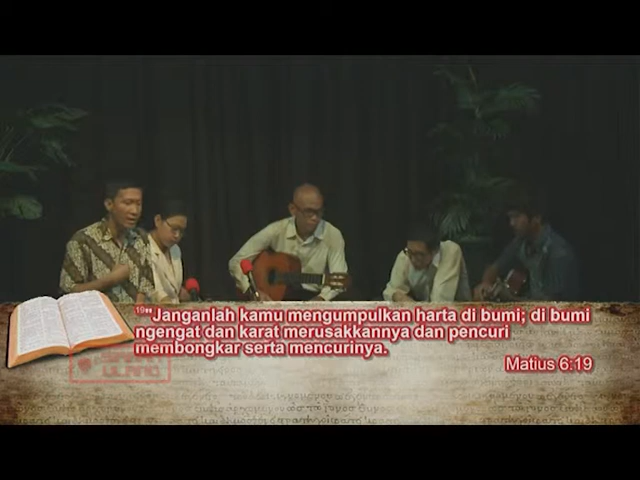 19"Janganlah kamu mengumpulkan harta di bumi; di bumi
ngengat dan karat merusakkannya dan pencuri
membongkar serta mencurinya.
Matius 6:19